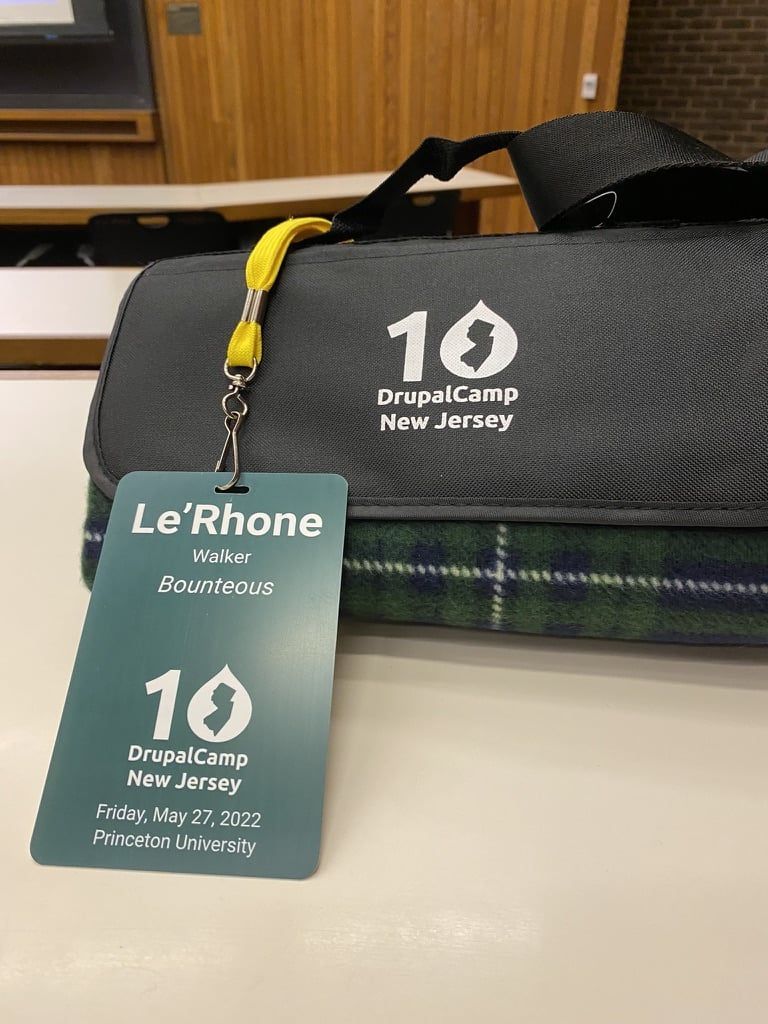 10
DrupalCamp
New Jersey
Le'Rhone
Walker
Bounteous
10
DrupalCamp
New Jersey
Friday, May 27, 2022
Princeton University